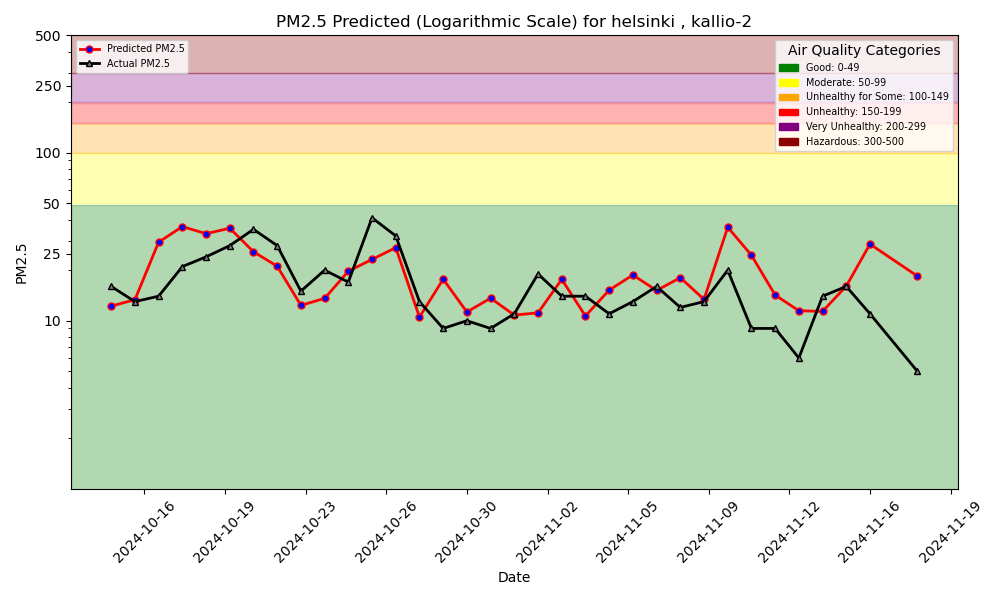 PM2.5 Predicted (Logarithmic Scale) for helsinki , kallio-2
Predicted PM2.5
Actual PM2.5
Air Quality Categories
Good: 0-49
Moderate: 50-99
Unhealthy for Some: 100-149
Unhealthy: 150-199
Very Unhealthy: 200-299
Hazardous: 300-500
500
250
100
50
25
10
PM2.5
2024-10-16
2024-10-19
2024-10-23
2024-10-26
2024-10-30
2024-11-02
2024-11-05
2024-11-09
2024-11-12
2024-11-16
2024-11-19
Date